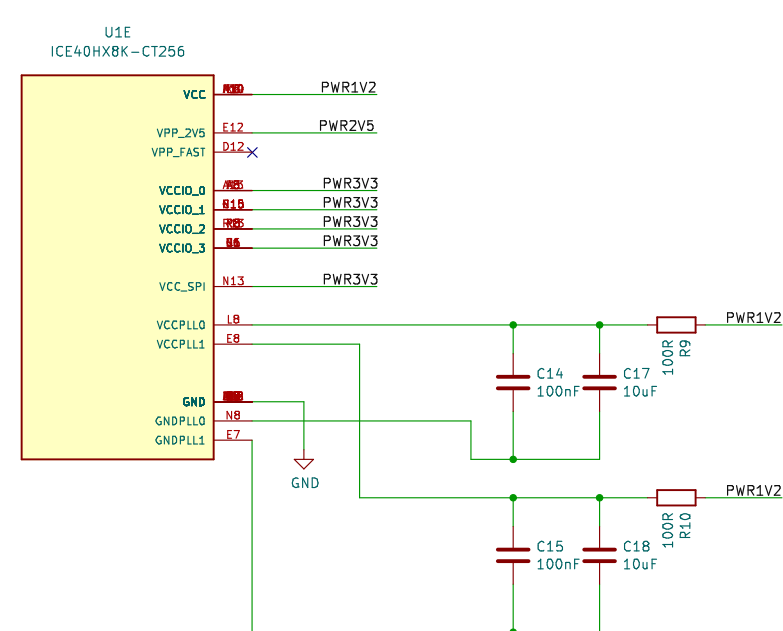 U1E
ICE40HX8K-CT256
VCC
PWR1V2
VPP_2V5
E12
PWR2V5
VPP_FAST
D12
VCCIO_0
PWR3V3
VCCIO_1
PWR3V3
VCCIO_2
PWR3V3
VCCIO_3
PWR3V3
VCC_SPI
N13
PWR3V3
VCCPLL0
L8
PWR1V2
VCCPLL1
E8
100R
R9
C14
100nF
C17
10uF
GND
GNDPLL0
N8
GNDPLL1
E7
GND
PWR1V2
100R
R10
C15
100nF
C18
10uF